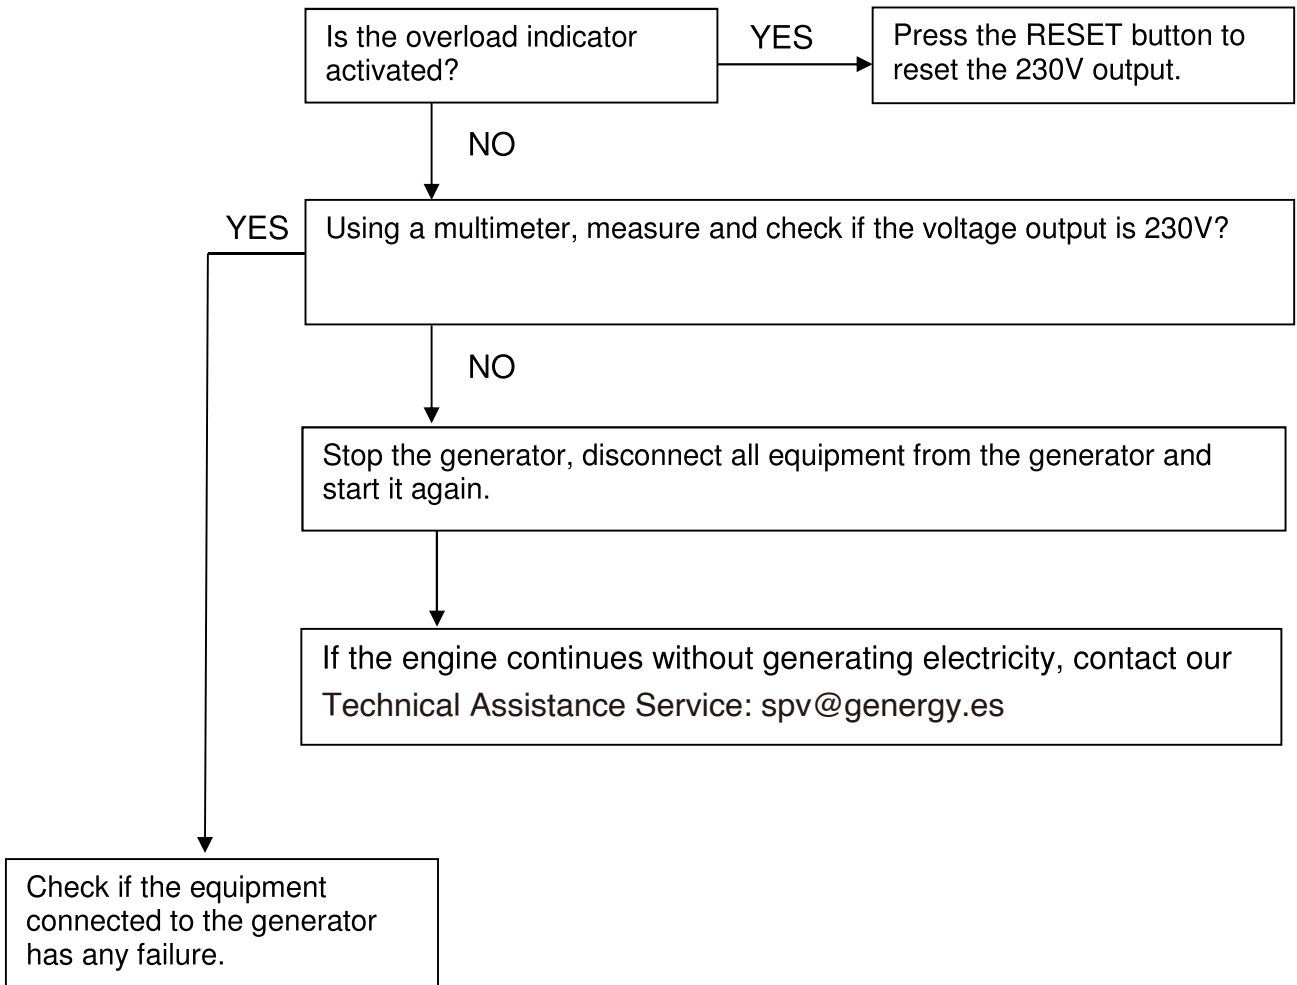 Is the overload indicator
activated?
YES
Press the RESET button to
reset the 230V output.
NO
YES
Using a multimeter, measure and check if the voltage output is 230V?
NO
Stop the generator, disconnect all equipment from the generator and
start it again.
If the engine continues without generating electricity, contact our
Technical Assistance Service: spv@genergy.es
Check if the equipment
connected to the generator
has any failure.